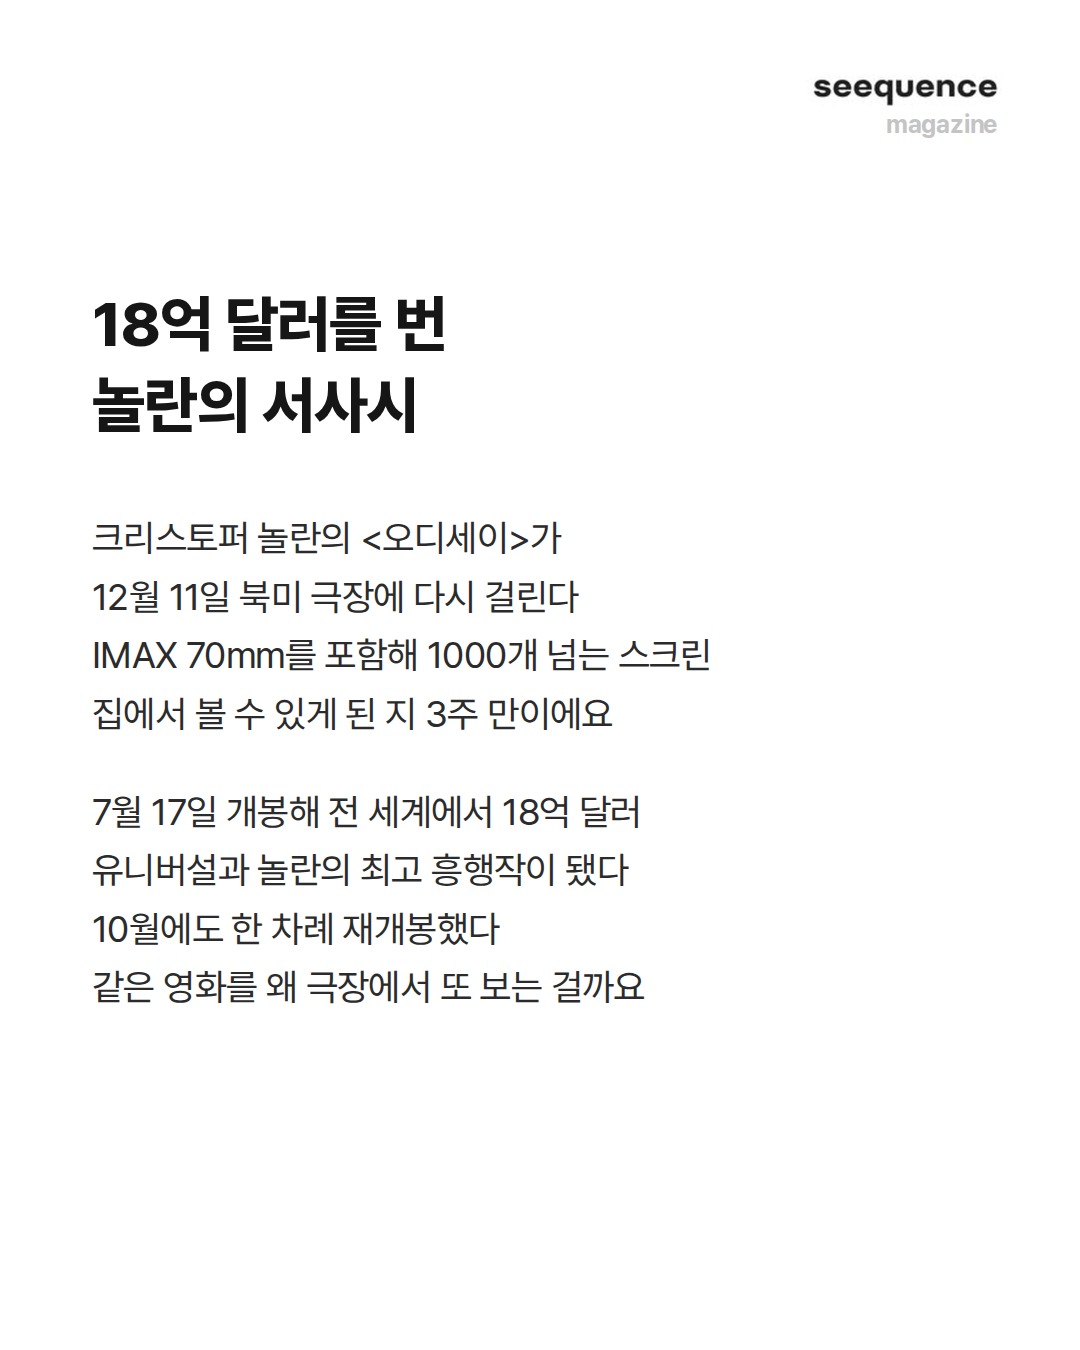 seequence
magazine
18억 달러를 번
놀란의 서사시
크리스토퍼 놀란의 <오디세이>가
12월 11일 북미 극장에 다시 걸린다
IMAX 70mm를 포함해 1000개 넘는 스크린
집에서 볼 수 있게 된 지 3주 만이에요
7월 17일 개봉해 전 세계에서 18억 달러
유니버설과 놀란의 최고 흥행작이 됐다
10월에도 한 차례 재개봉했다
같은 영화를 왜 극장에서 또 보는 걸까요